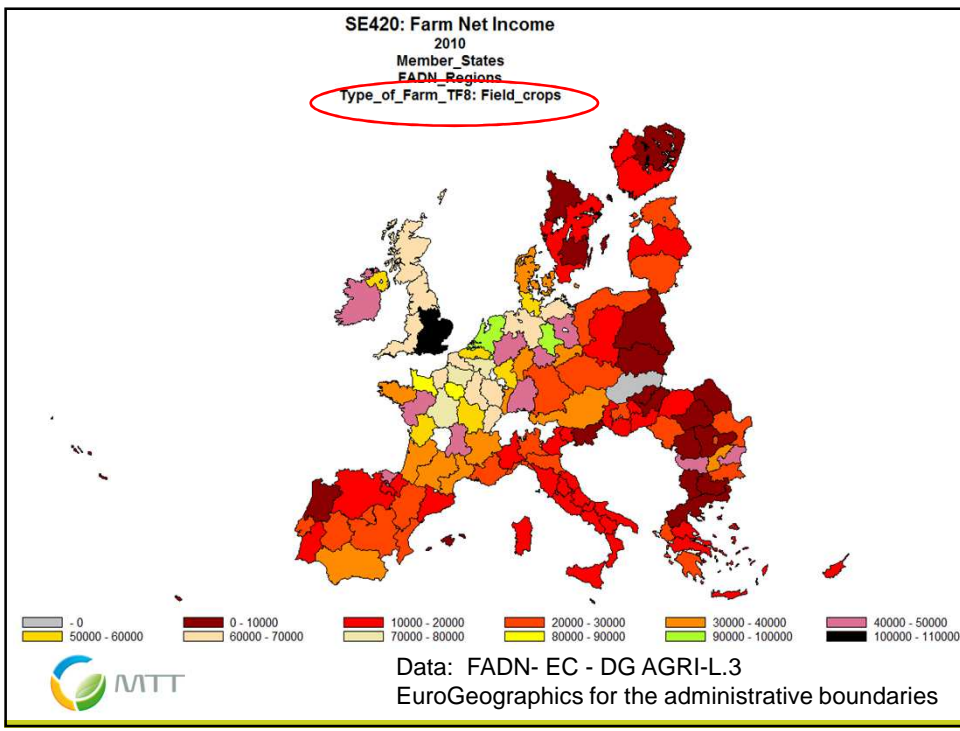 SE420: Farm Net Income
2010
Member_States
FADN_Regions
Type_of_Farm_TF8: Field_crops
- 0
0 - 10000
10000 - 20000
20000 - 30000
30000 - 40000
40000 - 50000
50000 - 60000
60000 - 70000
70000 - 80000
80000 - 90000
90000 - 100000
100000 - 110000
MTT
Data: FADN- EC - DG AGRI-L.3
EuroGeographics for the administrative boundaries